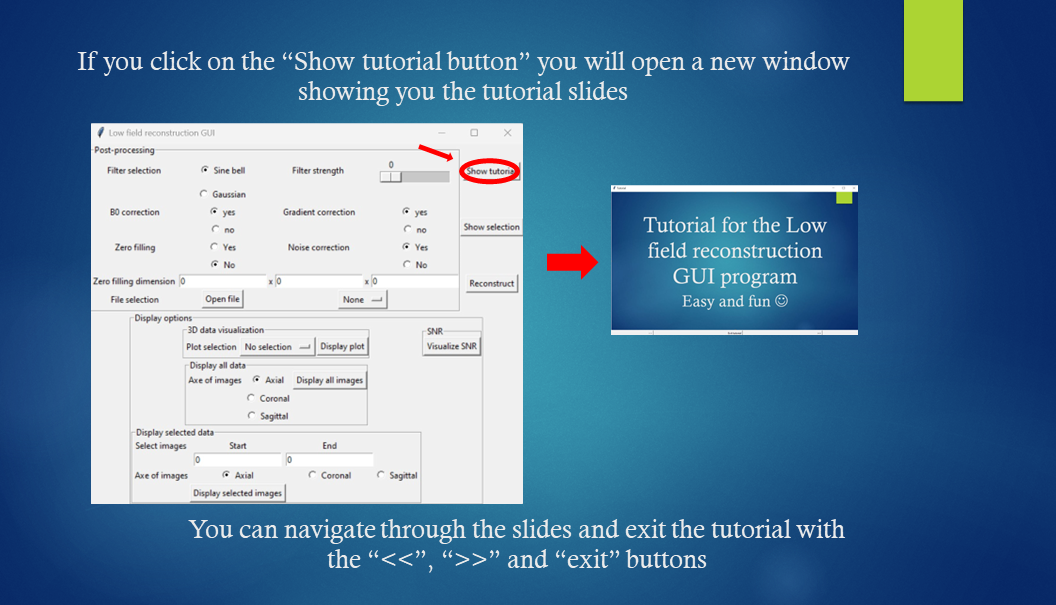 If you click on the “Show tutorial button” you will open a new window
showing you the tutorial slides
Low field reconstruction GUI
Post-processing
Filter selection Sine bell Filter strength 0
Show tutorial
Gaussian
B0 correction yes Gradient correction yes
no no
Show selection
Zero filling Yes Noise correction Yes
No No
Zero filling dimension 0 x 0 x 0
Reconstruct
File selection Open file None
Display options
3D data visualization
Plot selection No selection Display plot
SNR
Visualize SNR
Display all data
Axe of images Axial Display all images
Coronal
Sagittal
Display selected data
Select images Start End
0 0
Axe of images Axial Coronal Sagittal
Display selected images
Tutorial for the Low
field reconstruction
GUI program
Easy and fun ☺
You can navigate through the slides and exit the tutorial with
the “<<”, “>>” and “exit” buttons